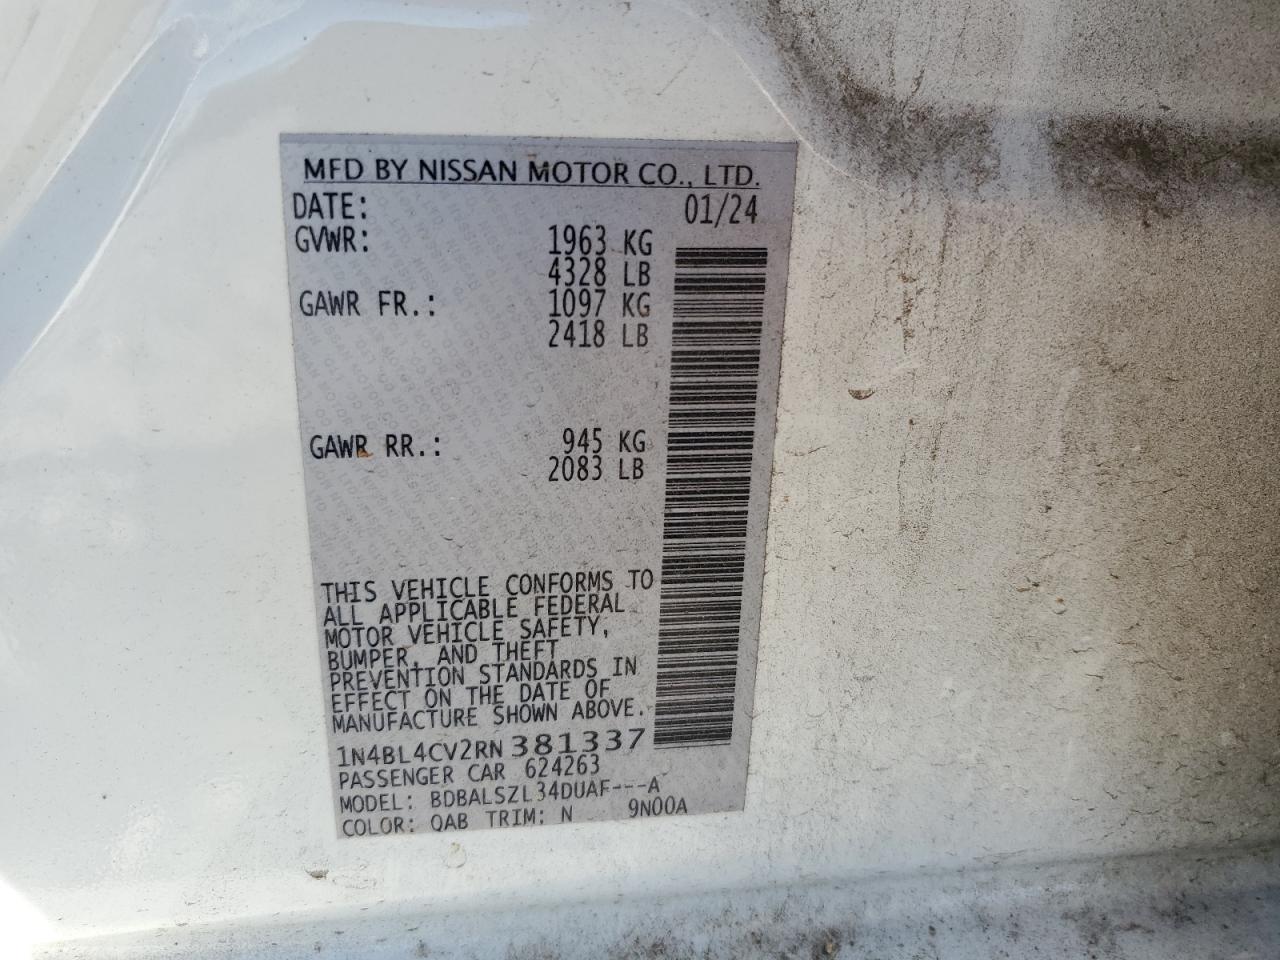 MFD BY NISSAN MOTOR CO., LTD.
DATE: 01/24
GVWR: 1963 KG
4328 LB
GAWR FR.: 1097 KG
2418 LB
GAWR RR.: 945 KG
2083 LB
THIS VEHICLE CONFORMS TO
ALL APPLICABLE FEDERAL
MOTOR VEHICLE SAFETY,
BUMPER, AND THEFT
PREVENTION STANDARDS IN
EFFECT ON THE DATE OF
MANUFACTURE SHOWN ABOVE.
1N4BL4CV2RN381337
PASSENGER CAR 624263
MODEL: BDBALSZL34DUAF---A
COLOR: QAB TRIM: N 9N00A